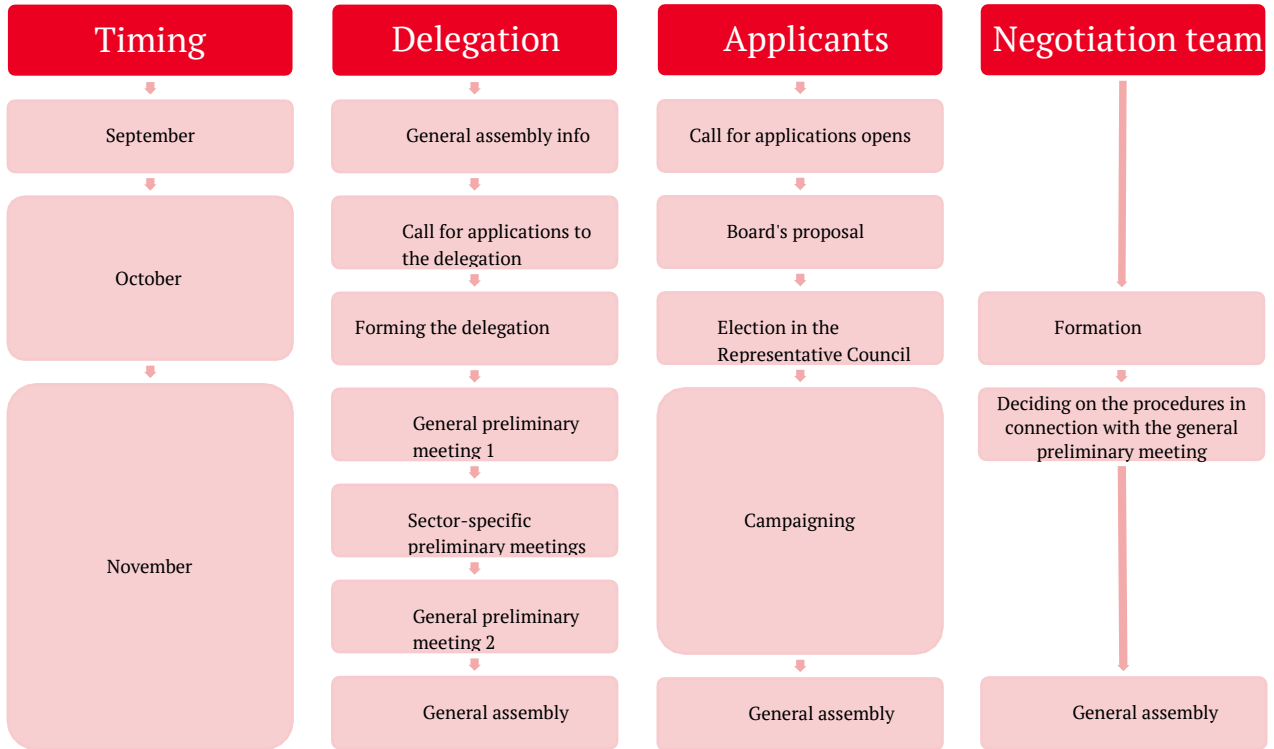 Timing
Delegation
Applicants
Negotiation team
September
General assembly info
Call for applications opens
October
Call for applications to
the delegation
Board's proposal
Forming the delegation
Election in the
Representative Council
Formation
November
General preliminary
meeting 1
Campaigning
Deciding on the procedures in
connection with the general
preliminary meeting
Sector-specific
preliminary meetings
General preliminary
meeting 2
General assembly
General assembly
General assembly